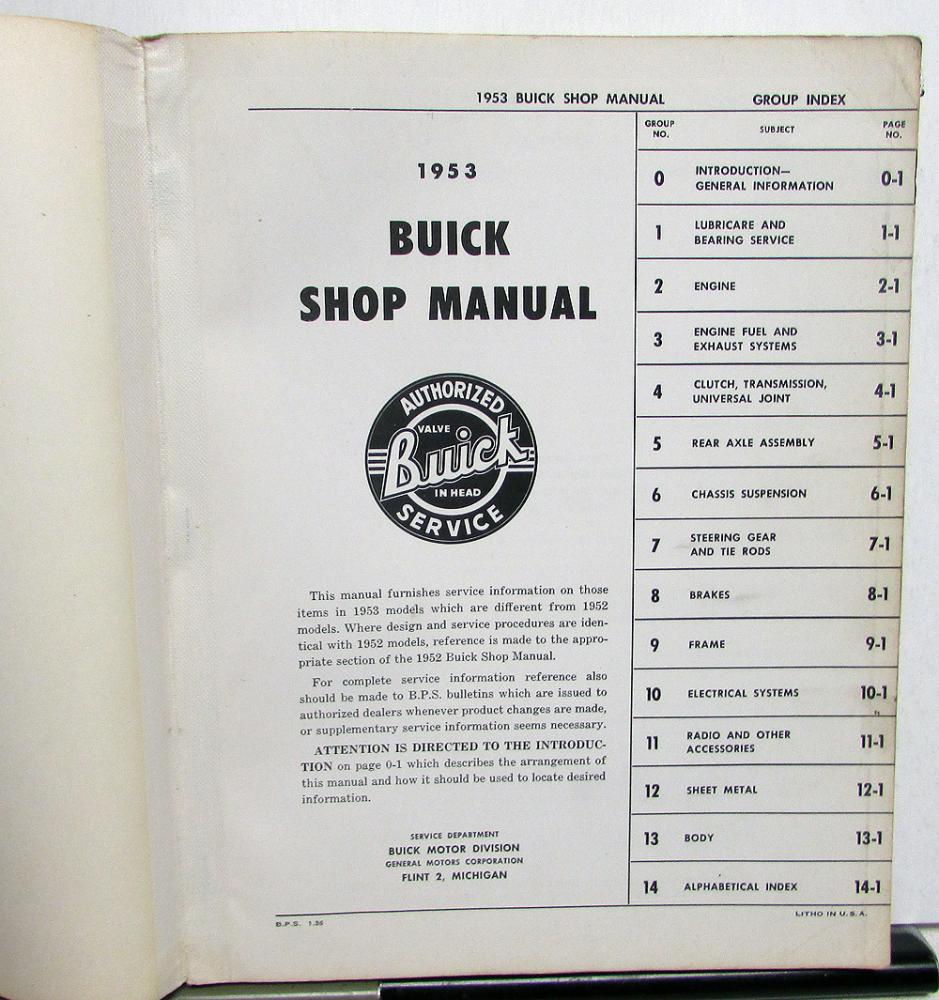 1953 BUICK SHOP MANUAL GROUP INDEX
1953
BUICK
SHOP MANUAL
AUTHORIZED
VALVE
Buick
IN HEAD
SERVICE
This manual furnishes service information on those
items in 1953 models which are different from 1952
models. Where design and service procedures are iden-
tical with 1952 models, reference is made to the appro-
priate section of the 1952 Buick Shop Manual.
For complete service information reference also
should be made to B.P.S. bulletins which are issued to
authorized dealers whenever product changes are made,
or supplementary service information seems necessary.
ATTENTION IS DIRECTED TO THE INTRODUC-
TION on page 0-1 which describes the arrangement of
this manual and how it should be used to locate desired
information.
SERVICE DEPARTMENT
BUICK MOTOR DIVISION
GENERAL MOTORS CORPORATION
FLINT 2, MICHIGAN
GROUP NO. SUBJECT PAGE NO.
0 INTRODUCTION— 0-1
GENERAL INFORMATION
1 LUBRICARE AND 1-1
BEARING SERVICE
2 ENGINE 2-1
3 ENGINE FUEL AND 3-1
EXHAUST SYSTEMS
4 CLUTCH, TRANSMISSION, 4-1
UNIVERSAL JOINT
5 REAR AXLE ASSEMBLY 5-1
6 CHASSIS SUSPENSION 6-1
7 STEERING GEAR 7-1
AND TIE RODS
8 BRAKES 8-1
9 FRAME 9-1
10 ELECTRICAL SYSTEMS 10-1
11 RADIO AND OTHER 11-1
ACCESSORIES
12 SHEET METAL 12-1
13 BODY 13-1
14 ALPHABETICAL INDEX 14-1
B.P.S. 1.35 LITHO IN U.S.A.